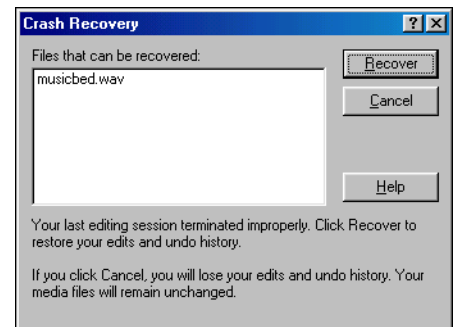 Crash Recovery
Files that can be recovered:
musicbed.wav
Recover
Cancel
Help
Your last editing session terminated improperly. Click Recover to
restore your edits and undo history.
If you click Cancel, you will lose your edits and undo history. Your
media files will remain unchanged.